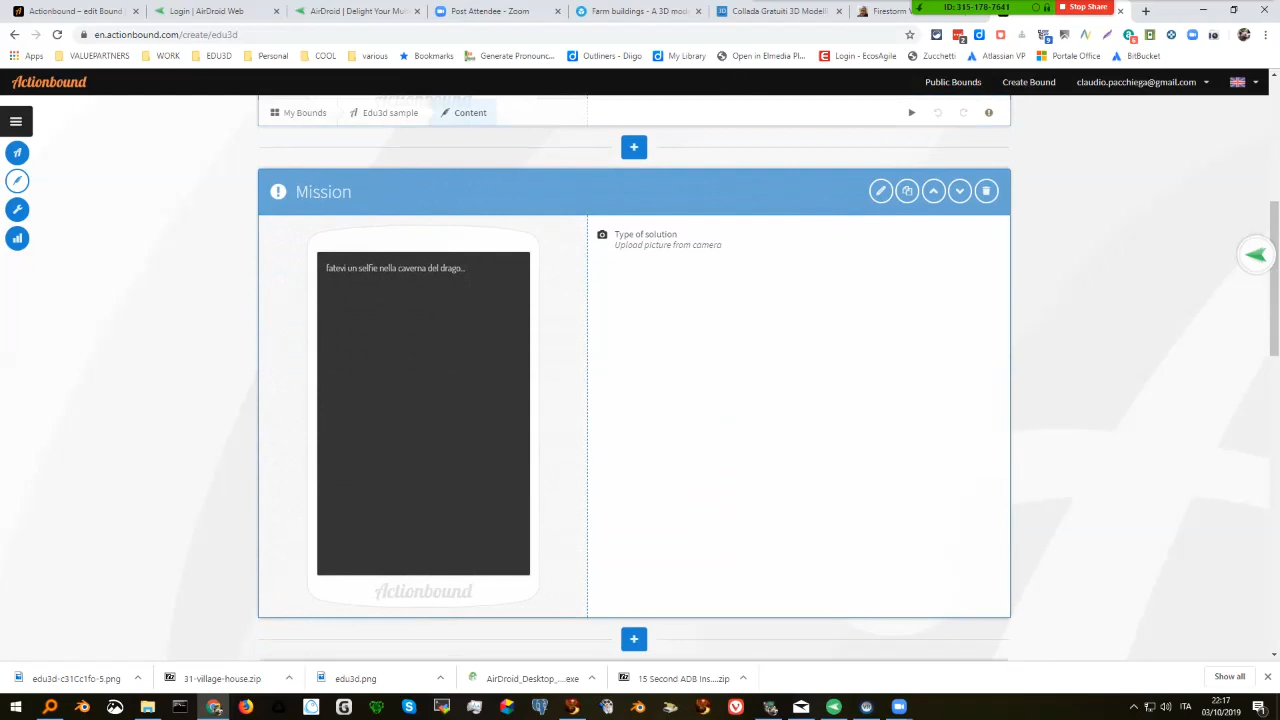 Actionbound – edit Bound
Login | AirDroid Web
AirDroid | Delight Your Mu
Post Attendee - Zoom
Farm buildings - A 3D mod
Collada Gratuiti 3D Modelli
Firestorm V
ID: 315-178-7641
Stop Share
en.actionbound.com/create/edu3d
Apps
VALUEPARTNERS
WORK
EDU3D
Personal
COOL
various
Bookmarks
Generate Pronounc...
Outliners - Diigo
My Library
Open in Elmedia Pl...
Login - EcosAgile
Zucchetti
Atlassian VP
Portale Office
BitBucket
Actionbound
Public Bounds
Create Bound
claudio.pacchiega@gmail.com
My Bounds
Edu3d sample
Content
Mission
Type of solution
Upload picture from camera
fatevi un selfie nella caverna del drago..
Actionbound
edu3d-c31Cc1fo-5.png
31-village-house.zip
edu3d.png
AirDroid_Desktop_....exe
15 Second ADB Ins....zip
Show all
ITA
22:17
03/10/2019